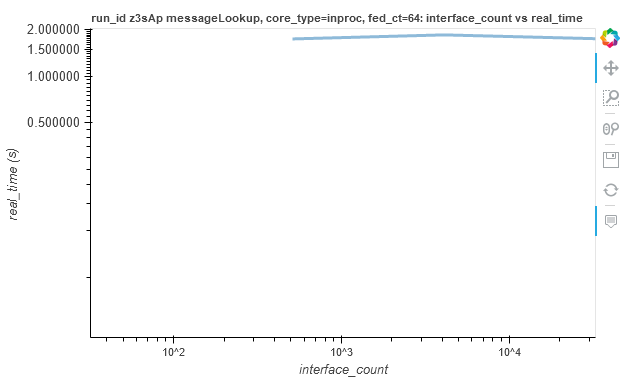 run_id z3sAp messageLookup, core_type=inproc, fed_ct=64: interface_count vs real_time
2.000000
1.500000
1.000000
0.500000
real_time (s)
10^2
10^3
10^4
interface_count